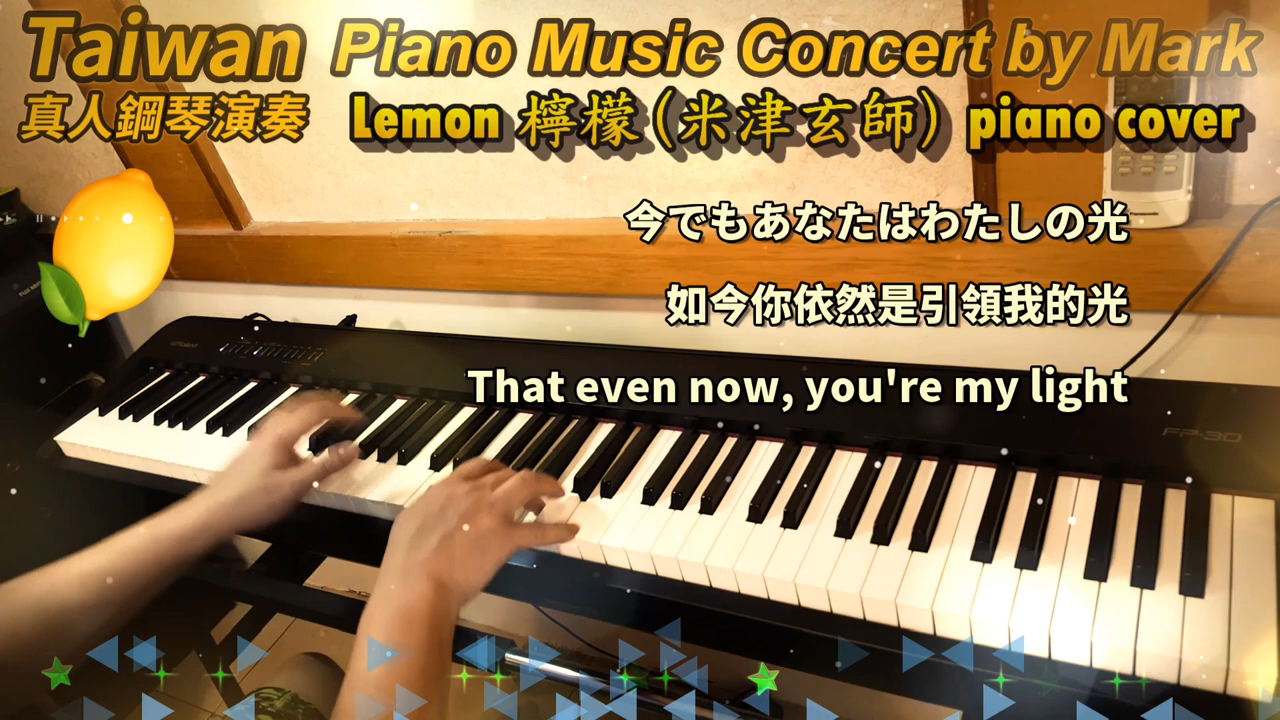 Taiwan Piano Music Concert by Mark
真人鋼琴演奏 Lemon 檸檬(米津玄師) piano cover
今でもあなたはわたしの光
如今你依然是引領我的光
That even now, you're my light
Roland
FP-30